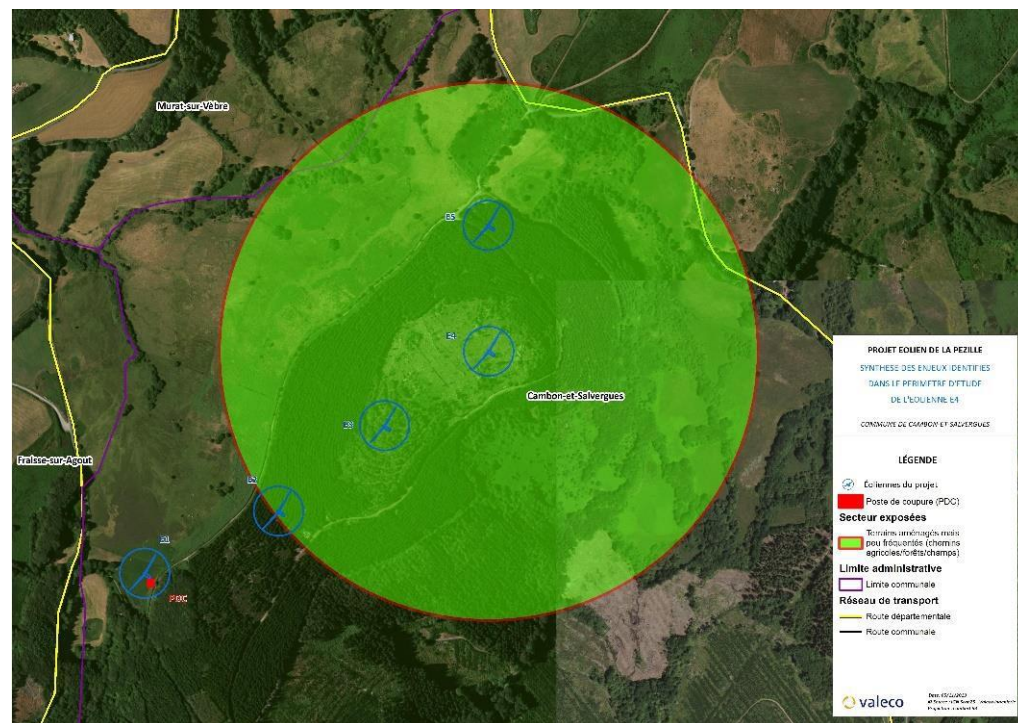 Murat-sur-Vèbre
E5
E4
Cambon-et-Salvergues
E3
Fraisse-sur-Agout
E2
E1
PDC
PROJET EOLIEN DE LA PEZILLE
SYNTHESE DES ENJEUX IDENTIFIES
DANS LE PERIMETRE D'ETUDE
DE L'EOLIENNE E4
COMMUNE DE CAMBON ET SALVERGUES
LÉGENDE
Éoliennes du projet
Poste de coupure (PDC)
Secteur exposées
Terrains aménagés mais
peu fréquentés (chemins
agricoles/forêts/champs)
Limite administrative
Limite communale
Réseau de transport
Route départementale
Route communale
valeco
Date:
Source: